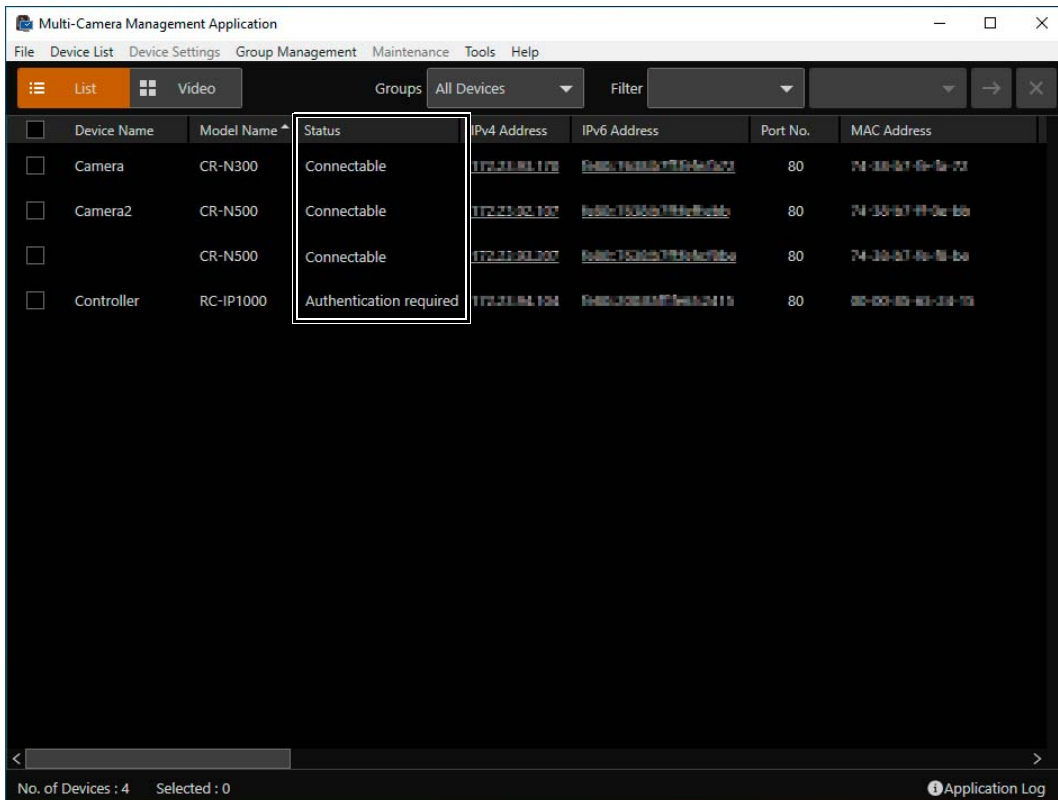 Multi-Camera Management Application
File Device List Device Settings Group Management Maintenance Tools Help
List Video Groups All Devices Filter
Device Name Model Name Status IPv4 Address IPv6 Address Port No. MAC Address
Camera CR-N300 Connectable 80
Camera2 CR-N500 Connectable 80
CR-N500 Connectable 80
Controller RC-IP1000 Authentication required 80
No. of Devices : 4 Selected : 0 Application Log